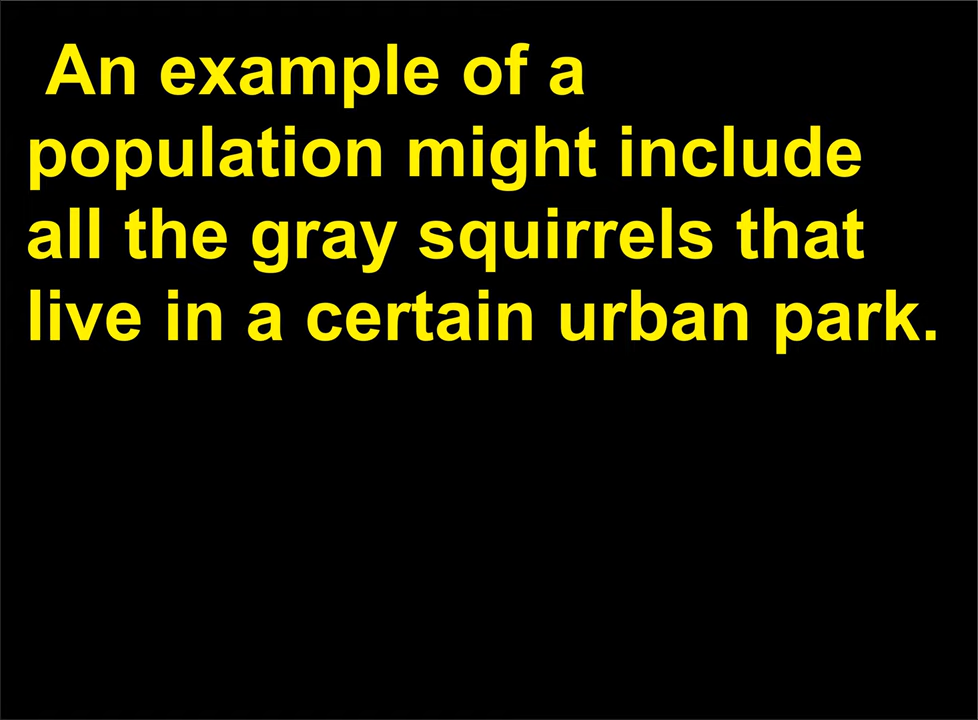 An example of a
population might include
all the gray squirrels that
live in a certain urban park.